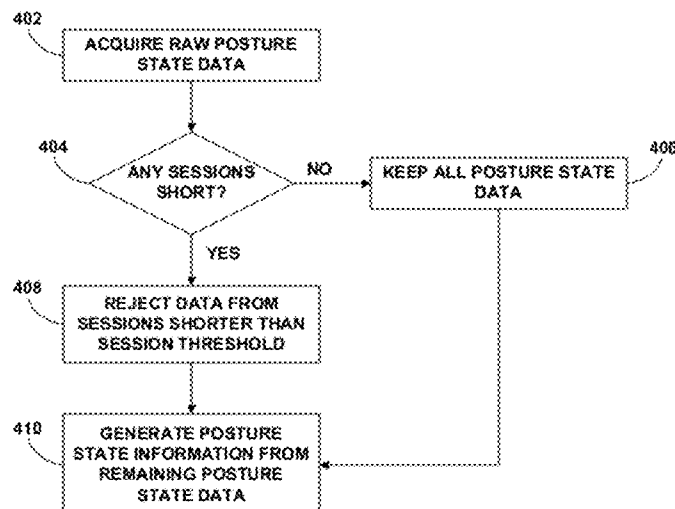 402
ACQUIRE RAW POSTURE
STATE DATA
404
ANY SESSIONS
SHORT?
NO
KEEP ALL POSTURE STATE
DATA
406
YES
408
REJECT DATA FROM
SESSIONS SHORTER THAN
SESSION THRESHOLD
410
GENERATE POSTURE
STATE INFORMATION FROM
REMAINING POSTURE
STATE DATA